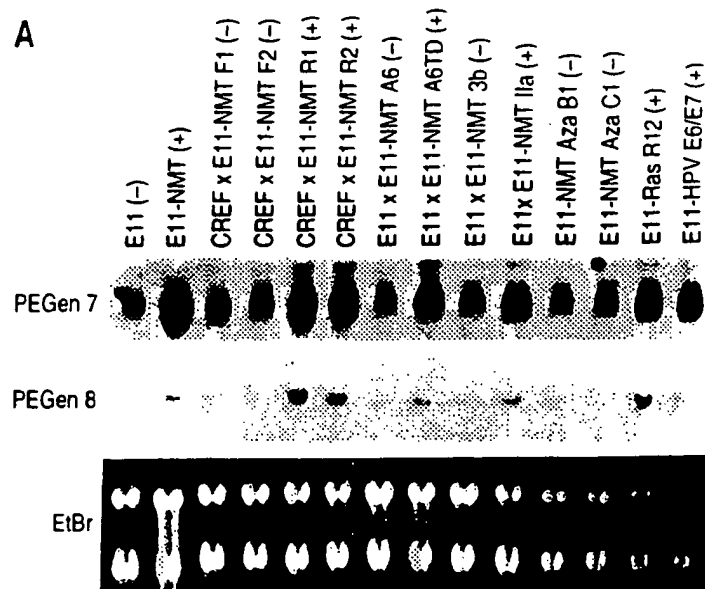 A
E11 (–)
E11-NMT (+)
CREF x E11-NMT F1 (–)
CREF x E11-NMT F2 (–)
CREF x E11-NMT R1 (+)
CREF x E11-NMT R2 (+)
E11 x E11-NMT A6 (–)
E11 x E11-NMT A6TD (+)
E11 x E11-NMT 3b (–)
E11x E11-NMT IIa (+)
E11-NMT Aza B1 (–)
E11-NMT Aza C1 (–)
E11-Ras R12 (+)
E11-HPV E6/E7 (+)
PEGen 7
PEGen 8
EtBr